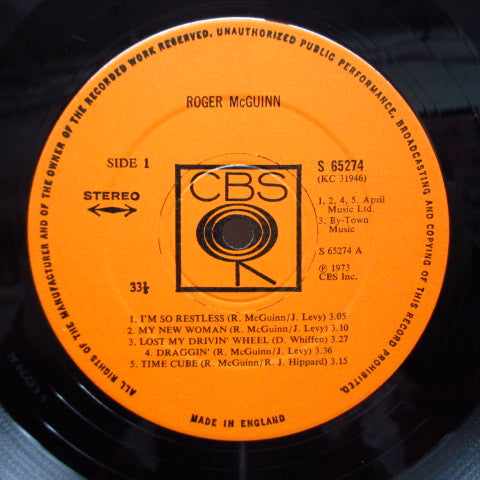 ALL RIGHTS OF THE MANUFACTURER AND OF THE OWNER OF THE RECORDED WORK RESERVED. UNAUTHORIZED PUBLIC PERFORMANCE, BROADCASTING AND COPYING OF THIS RECORD PROHIBITED.
ROGER McGUINN
SIDE 1
S 65274
(KC 31946)
STEREO
CBS
1, 2, 4, 5. April
Music Ltd.
3. By-Town
Music
S 65274 A
℗ 1973
CBS Inc.
33⅓
1. I'M SO RESTLESS (R. McGuinn/J. Levy) 3.05
2. MY NEW WOMAN (R. McGuinn/J. Levy) 3.10
3. LOST MY DRIVIN' WHEEL (D. Whiffen) 3.27
4. DRAGGIN' (R. McGuinn/J. Levy) 3.36
5. TIME CUBE (R. McGuinn/R. J. Hippard) 3.15
MADE IN ENGLAND